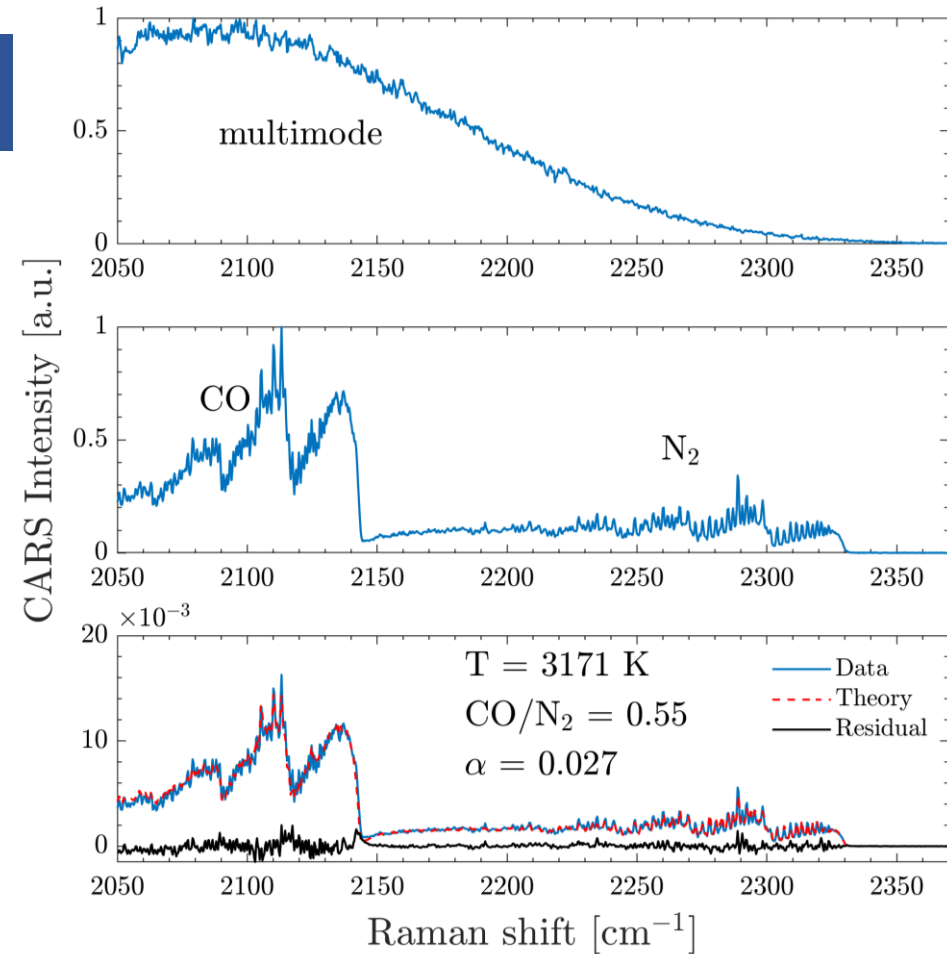 CARS Intensity [a.u.]
1
0.5
0
multimode
2050 2100 2150 2200 2250 2300 2350
1
0.5
0
CO
N₂
2050 2100 2150 2200 2250 2300 2350
×10⁻³
20
10
0
T = 3171 K
CO/N₂ = 0.55
α = 0.027
Data
Theory
Residual
2050 2100 2150 2200 2250 2300 2350
Raman shift [cm⁻¹]